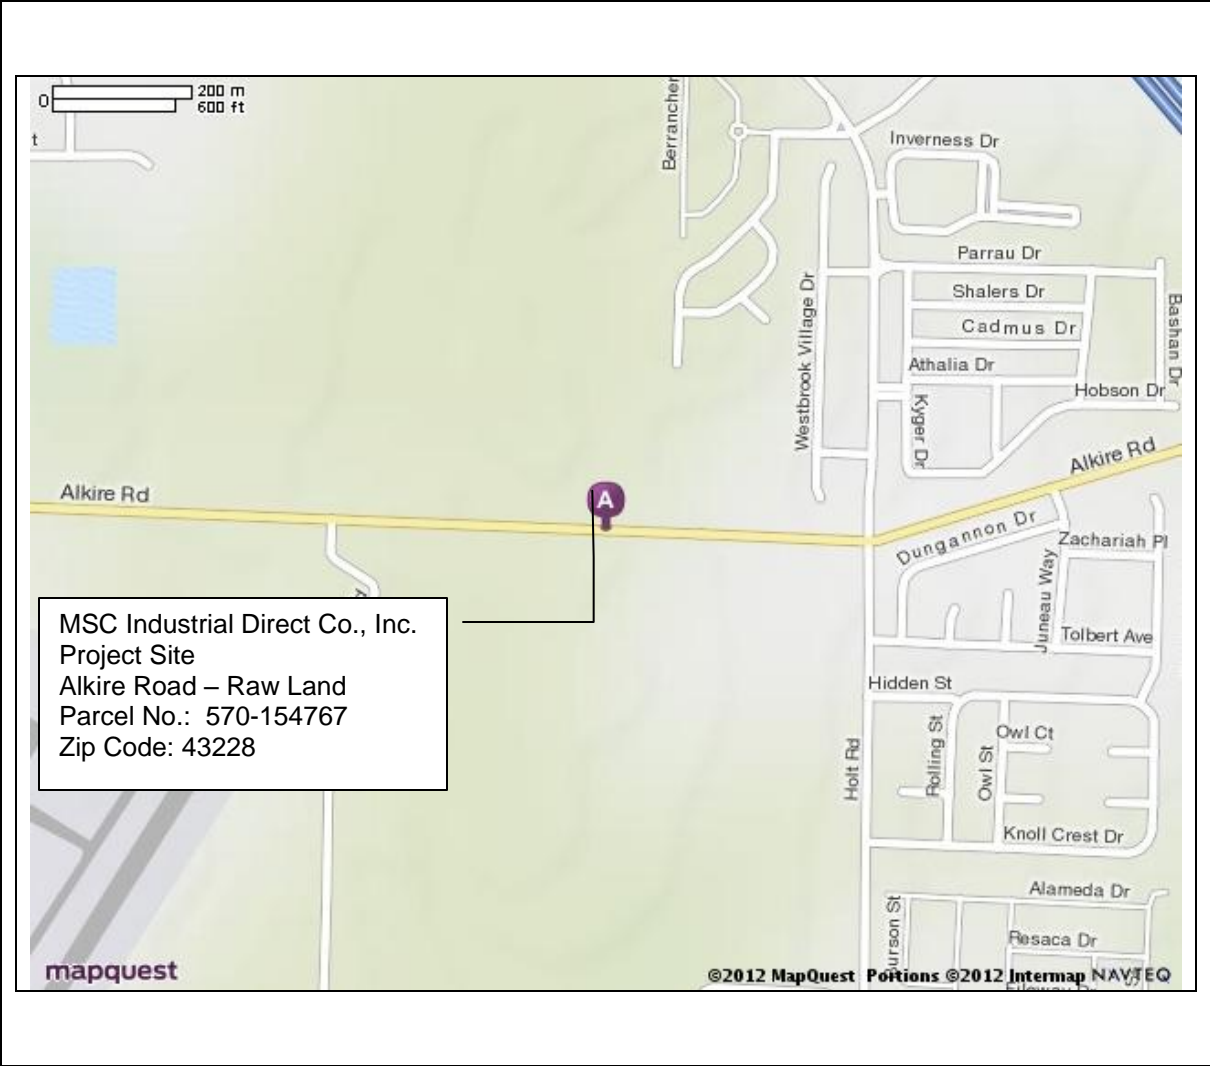 0
200 m
600 ft
t
Berrancher
Inverness Dr
Parrau Dr
Shalers Dr
Cadmus Dr
Athalia Dr
Hobson Dr
Bashan Dr
Westbrook Village Dr
Kyger Dr
Alkire Rd
Alkire Rd
A
Dungannon Dr
Zachariah Pl
Juneau Way
Tolbert Ave
MSC Industrial Direct Co., Inc.
Project Site
Alkire Road – Raw Land
Parcel No.: 570-154767
Zip Code: 43228
Hidden St
Rolling St
Owl Ct
Owl St
Holt Rd
Knoll Crest Dr
Alameda Dr
Burson St
Resaca Dr
mapquest
©2012 MapQuest Portions ©2012 Intermap NAVTEQ